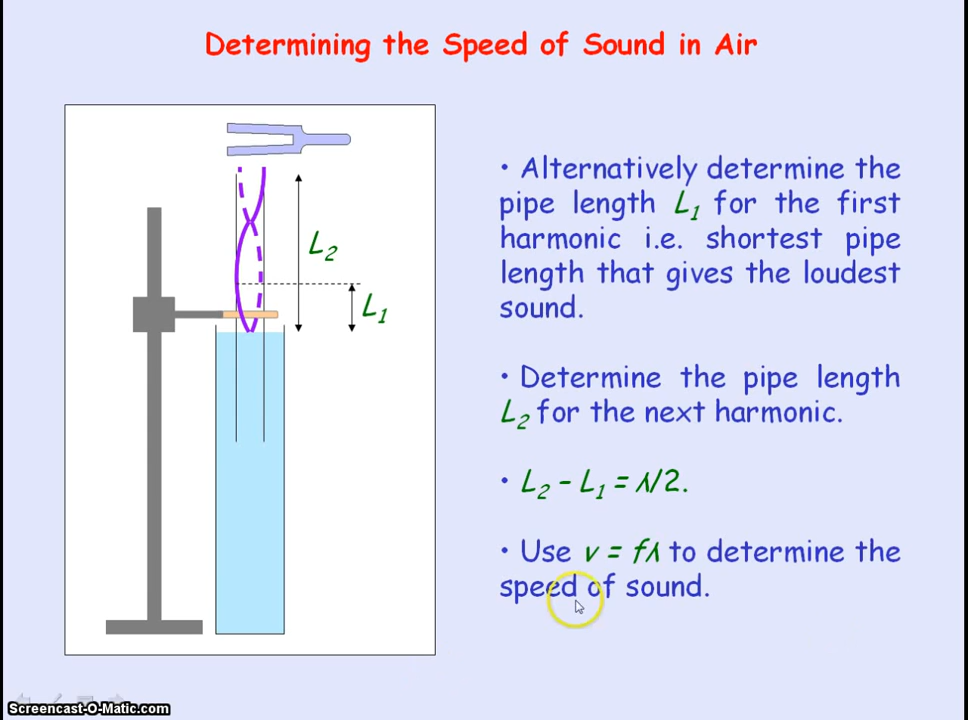 Determining the Speed of Sound in Air
L2
L1
• Alternatively determine the
pipe length L1 for the first
harmonic i.e. shortest pipe
length that gives the loudest
sound.
• Determine the pipe length
L2 for the next harmonic.
• L2 – L1 = λ/2.
• Use v = fλ to determine the
speed of sound.
Screencast-O-Matic.com